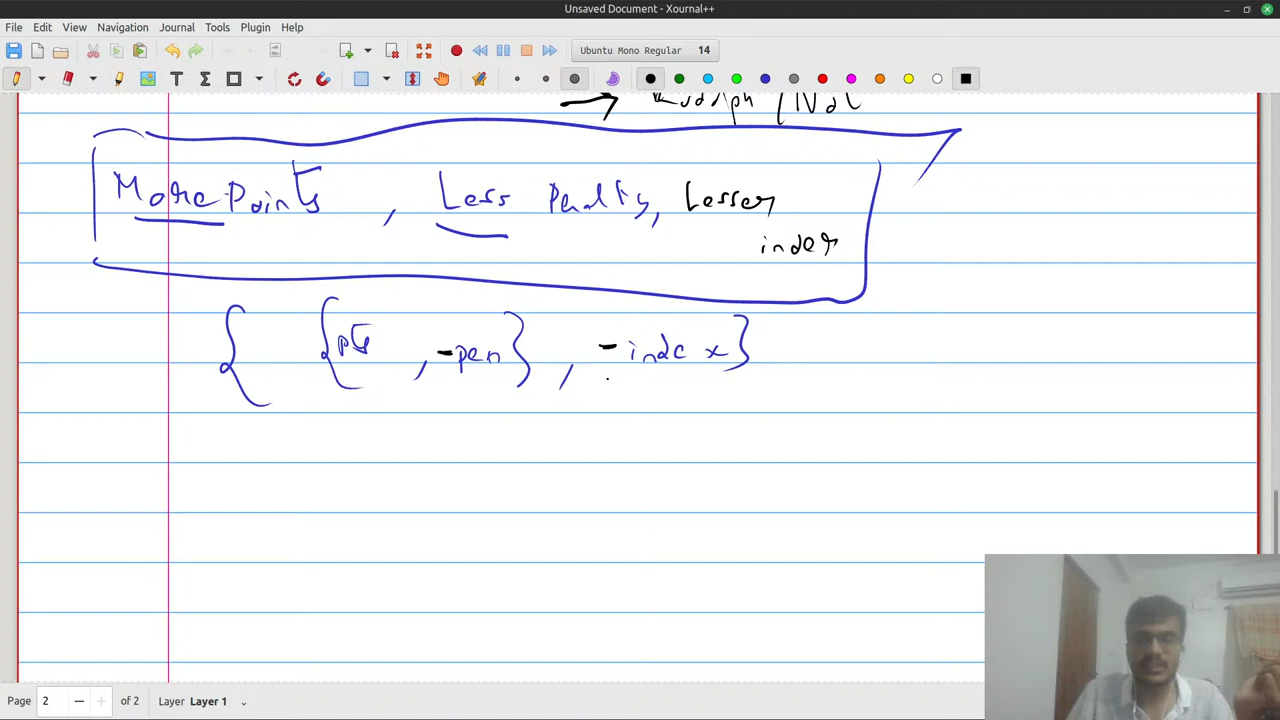 Unsaved Document - Xournal++
File Edit View Navigation Journal Tools Plugin Help
Ubuntu Mono Regular 14
More Points , Less Penalty, Lesser
index
{ {pts , -pen} , -index}
Page 2 of 2 Layer Layer 1